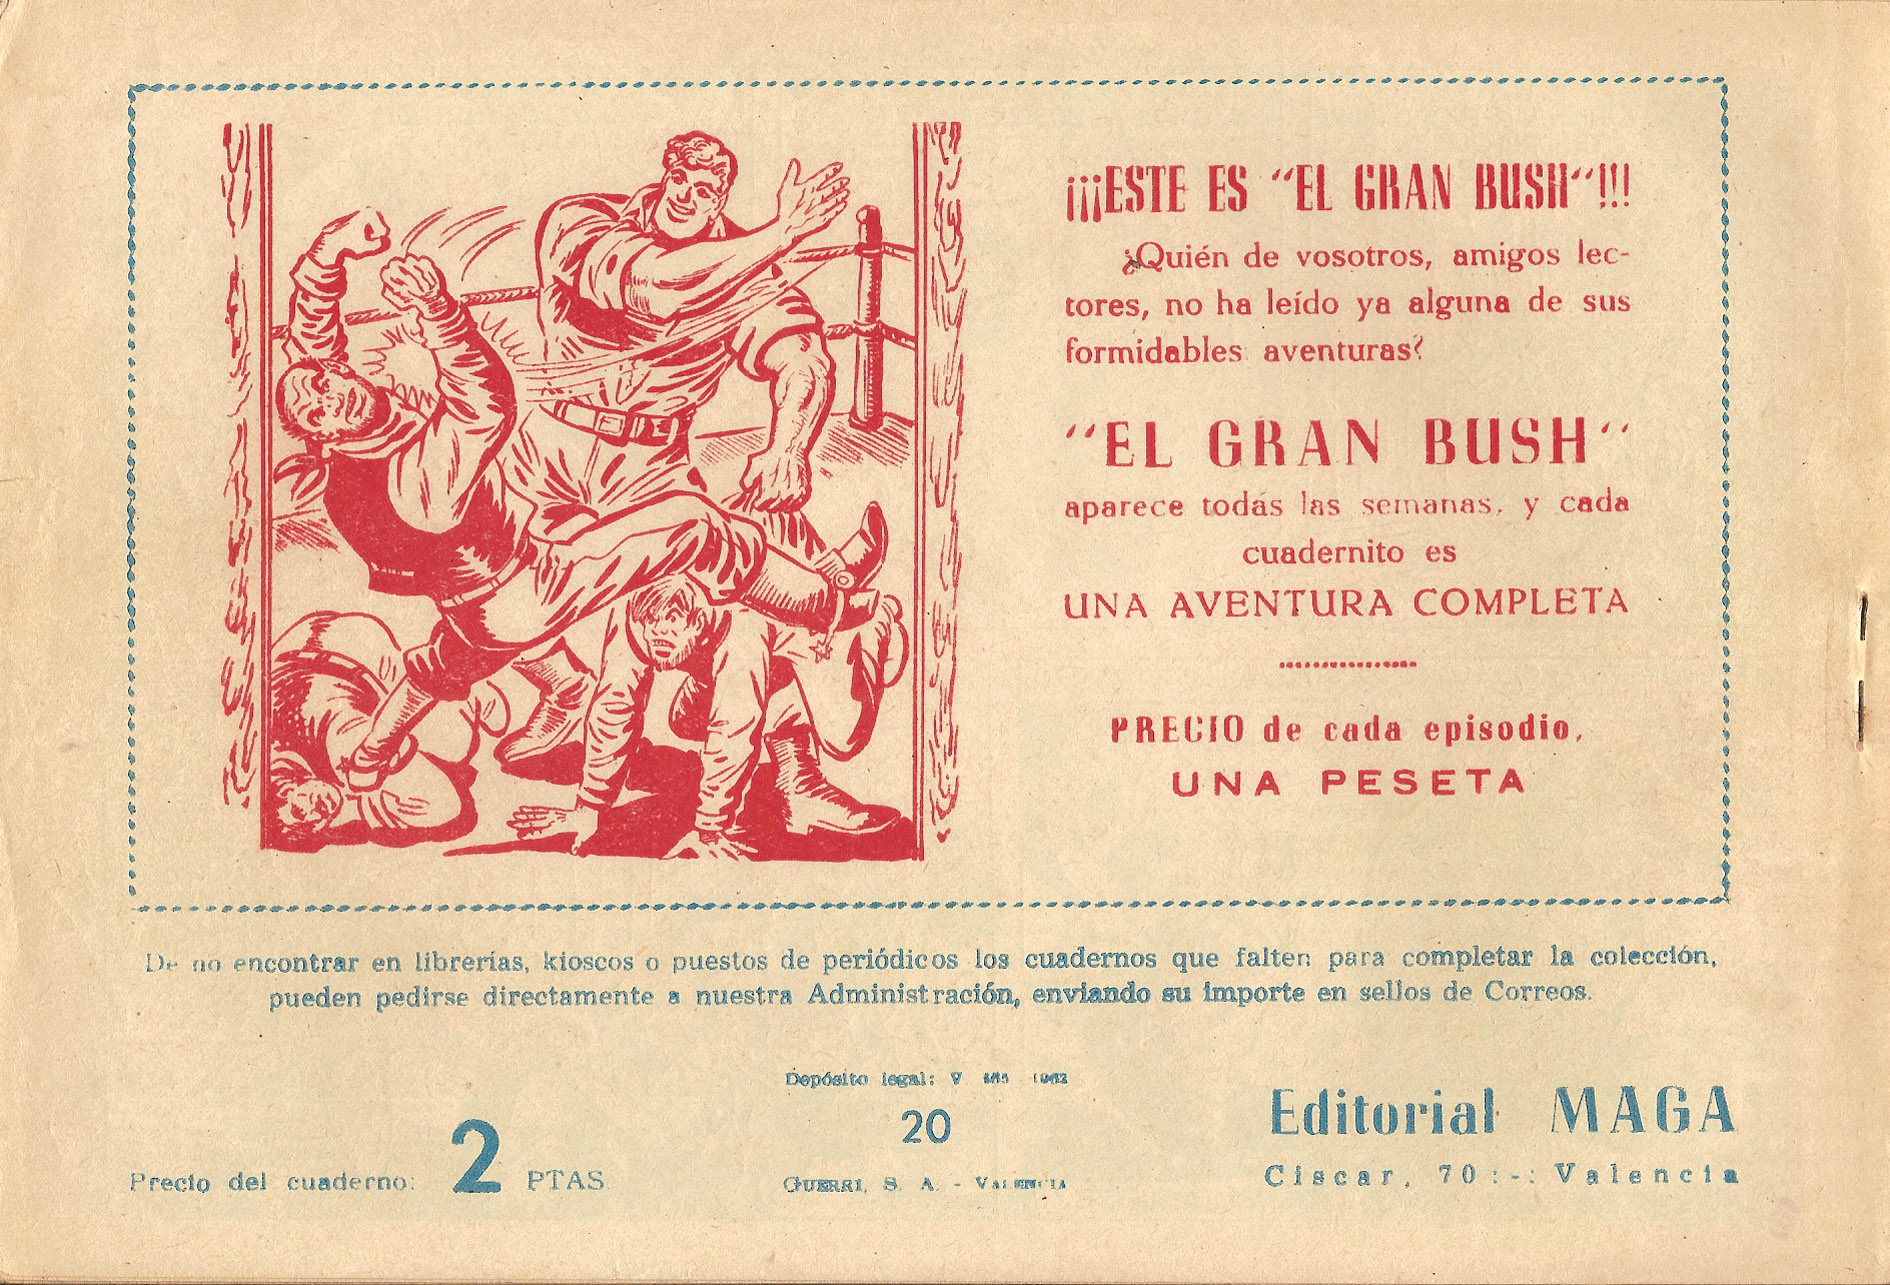 ¡¡¡ESTE ES "EL GRAN BUSH"!!!
¿Quién de vosotros, amigos lec-
tores, no ha leído ya alguna de sus
formidables aventuras?
"EL GRAN BUSH"
aparece todas las semanas, y cada
cuadernito es
UNA AVENTURA COMPLETA
PRECIO de cada episodio,
UNA PESETA
De no encontrar en librerías, kioscos o puestos de periódicos los cuadernos que falten para completar la colección,
pueden pedirse directamente a nuestra Administración, enviando su importe en sellos de Correos.
Depósito legal: V 1962
20
GUERRI, S. A. - VALENCIA
Precio del cuaderno: 2 PTAS
Editorial MAGA
Ciscar, 70 :-: Valencia